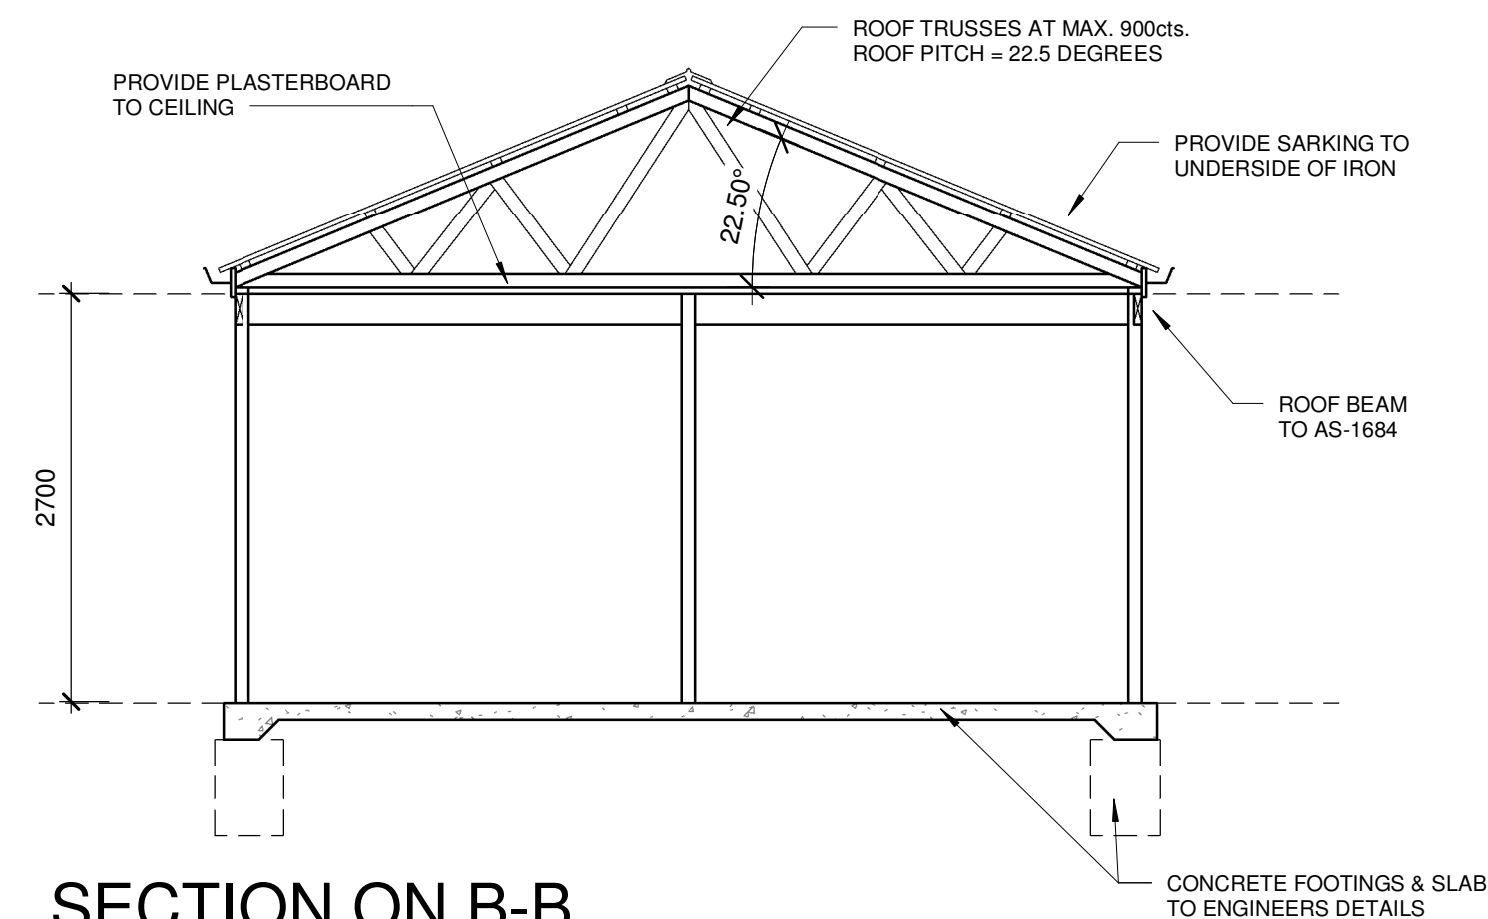 ROOF TRUSSES AT MAX. 900cts.
ROOF PITCH = 22.5 DEGREES
PROVIDE PLASTERBOARD
TO CEILING
PROVIDE SARKING TO
UNDERSIDE OF IRON
22.50°
ROOF BEAM
TO AS-1684
2700
CONCRETE FOOTINGS & SLAB
TO ENGINEERS DETAILS
SECTION ON B-B